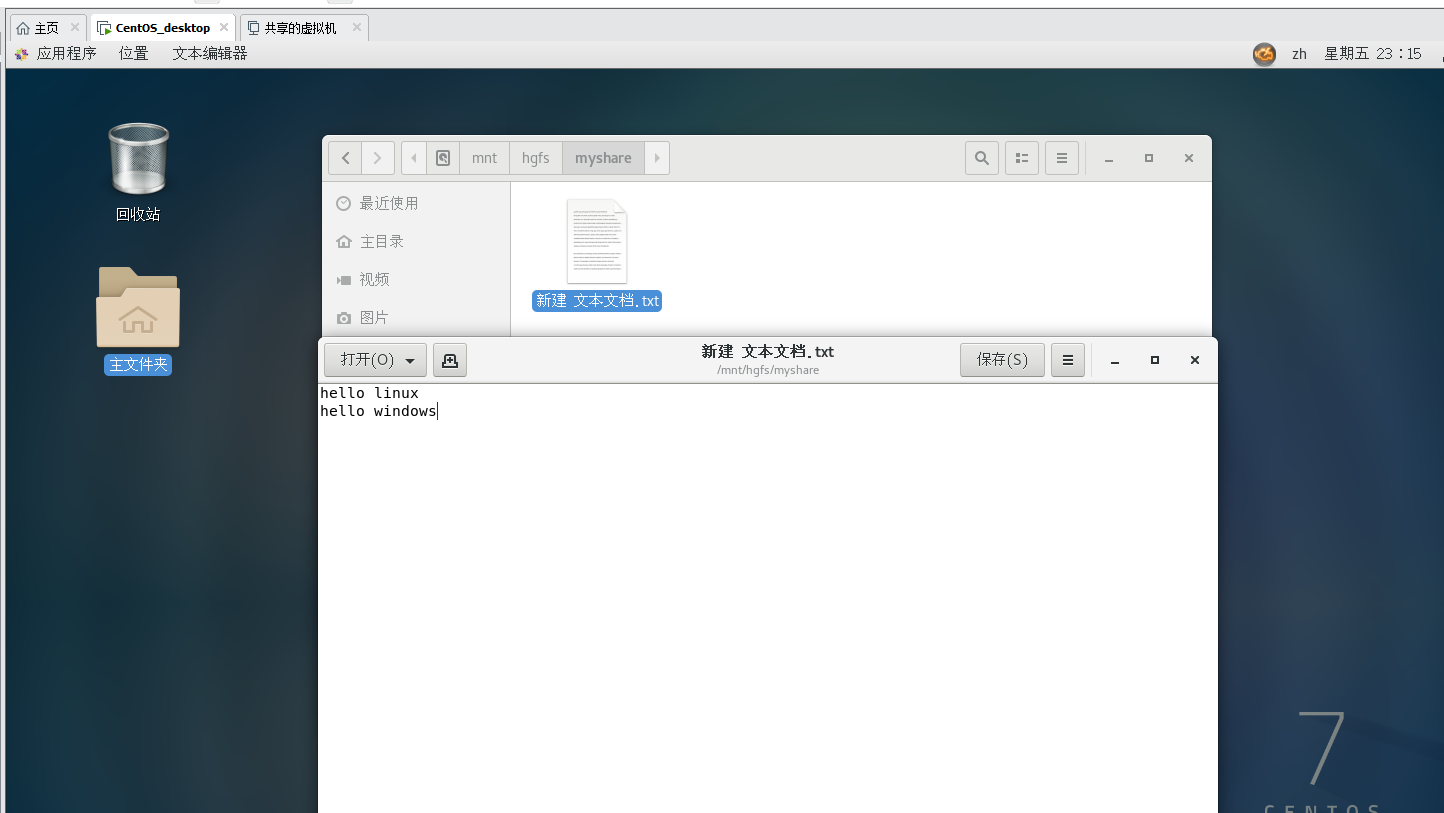 主页
CentOS_desktop
共享的虚拟机
应用程序 位置 文本编辑器
zh 星期五 23：15
回收站
主文件夹
mnt hgfs myshare
最近使用
主目录
视频
图片
新建 文本文档.txt
打开(O)
新建 文本文档.txt
/mnt/hgfs/myshare
保存(S)
hello linux
hello windows
7
CENTOS